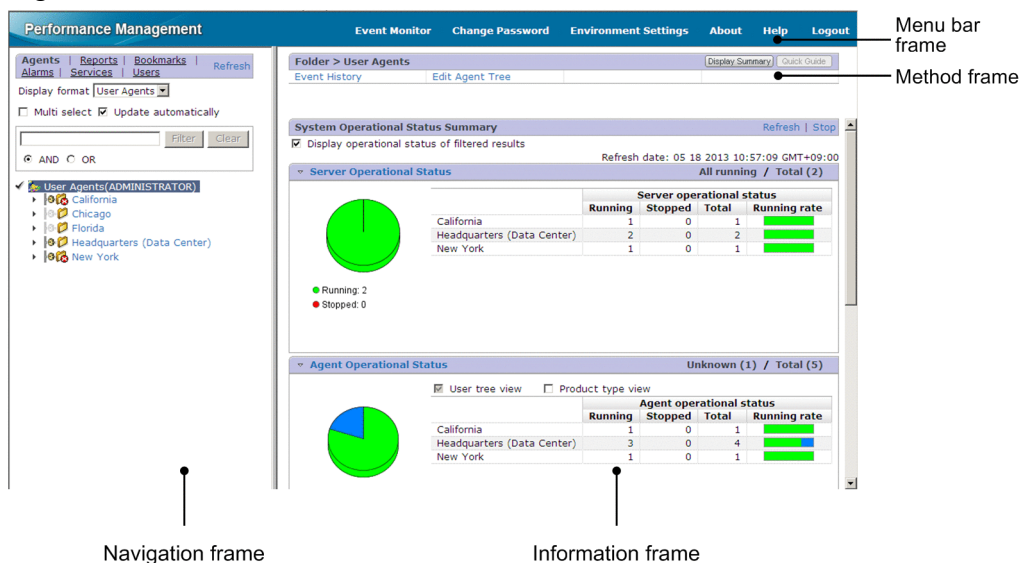 Performance Management
Event Monitor Change Password Environment Settings About Help Logout
Menu bar
frame
Agents | Reports | Bookmarks |
Alarms | Services | Users
Refresh
Display format User Agents
Multi select Update automatically
Filter Clear
AND OR
User Agents(ADMINISTRATOR)
California
Chicago
Florida
Headquarters (Data Center)
New York
Folder > User Agents Display Summary Quick Guide
Event History Edit Agent Tree
Method frame
System Operational Status Summary Refresh | Stop
Display operational status of filtered results
Refresh date: 05 18 2013 10:57:09 GMT+09:00
Server Operational Status All running / Total (2)
Server operational status
Running Stopped Total Running rate
California 1 0 1
Headquarters (Data Center) 2 0 2
New York 1 0 1
Running: 2
Stopped: 0
Agent Operational Status Unknown (1) / Total (5)
User tree view Product type view
Agent operational status
Running Stopped Total Running rate
California 1 0 1
Headquarters (Data Center) 3 0 4
New York 1 0 1
Navigation frame
Information frame